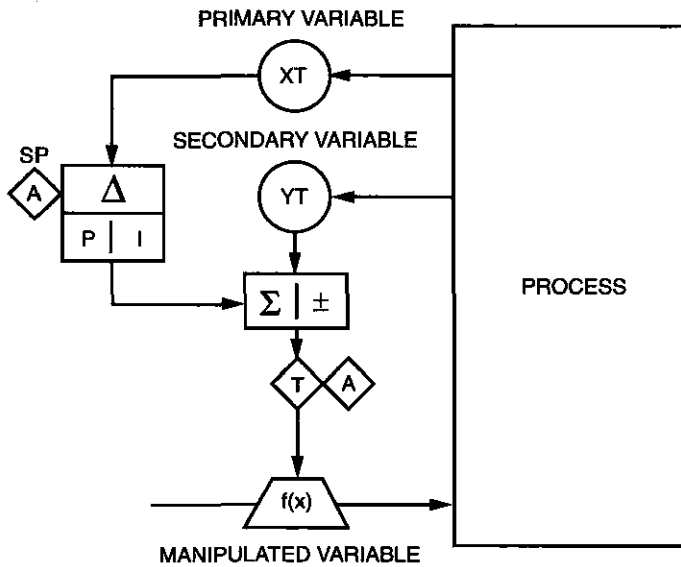 PRIMARY VARIABLE
XT
SECONDARY VARIABLE
SP
A
Δ
YT
P | I
PROCESS
Σ | ±
T
A
f(x)
MANIPULATED VARIABLE